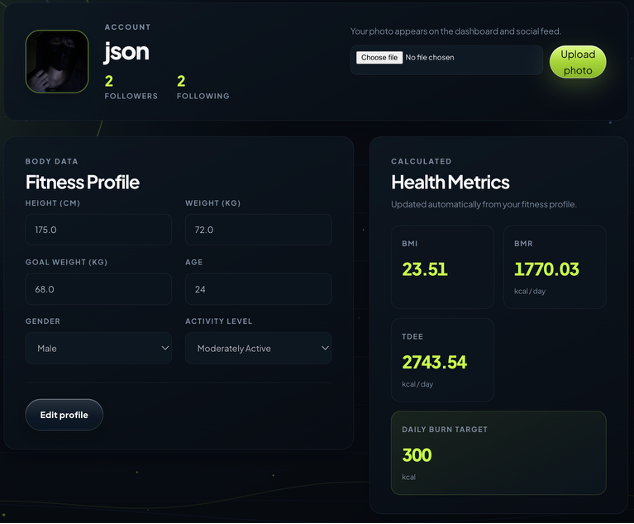 ACCOUNT
json
2 2
FOLLOWERS FOLLOWING
Your photo appears on the dashboard and social feed.
Choose file No file chosen
Upload
photo
BODY DATA
Fitness Profile
HEIGHT (CM) WEIGHT (KG)
175.0 72.0
GOAL WEIGHT (KG) AGE
68.0 24
GENDER ACTIVITY LEVEL
Male Moderately Active
Edit profile
CALCULATED
Health Metrics
Updated automatically from your fitness profile.
BMI BMR
23.51 1770.03
kcal / day
TDEE
2743.54
kcal / day
DAILY BURN TARGET
300
kcal